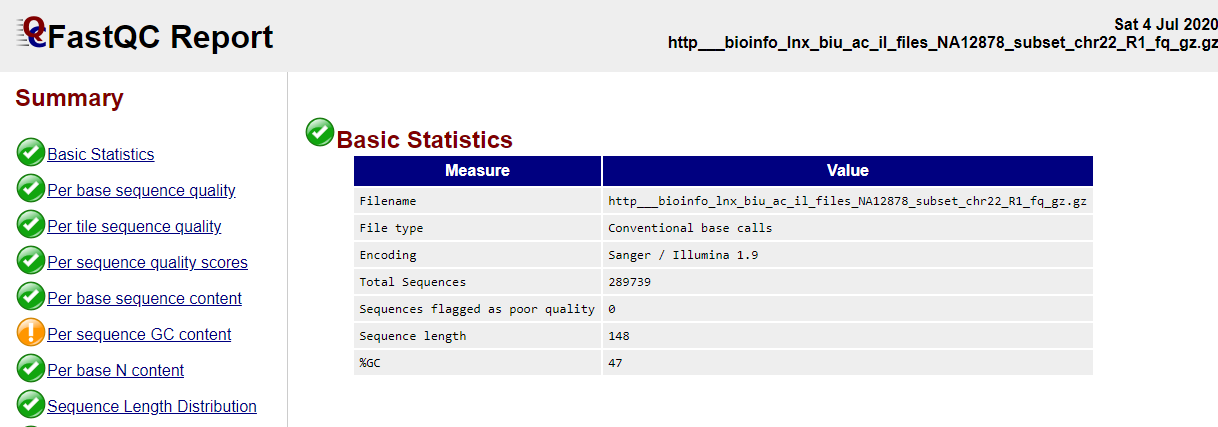 FastQC Report
Sat 4 Jul 2020
http___bioinfo_lnx_biu_ac_il_files_NA12878_subset_chr22_R1_fq_gz.gz
Summary
Basic Statistics
Per base sequence quality
Per tile sequence quality
Per sequence quality scores
Per base sequence content
Per sequence GC content
Per base N content
Sequence Length Distribution
Basic Statistics
Measure Value
Filename http___bioinfo_lnx_biu_ac_il_files_NA12878_subset_chr22_R1_fq_gz.gz
File type Conventional base calls
Encoding Sanger / Illumina 1.9
Total Sequences 289739
Sequences flagged as poor quality 0
Sequence length 148
%GC 47